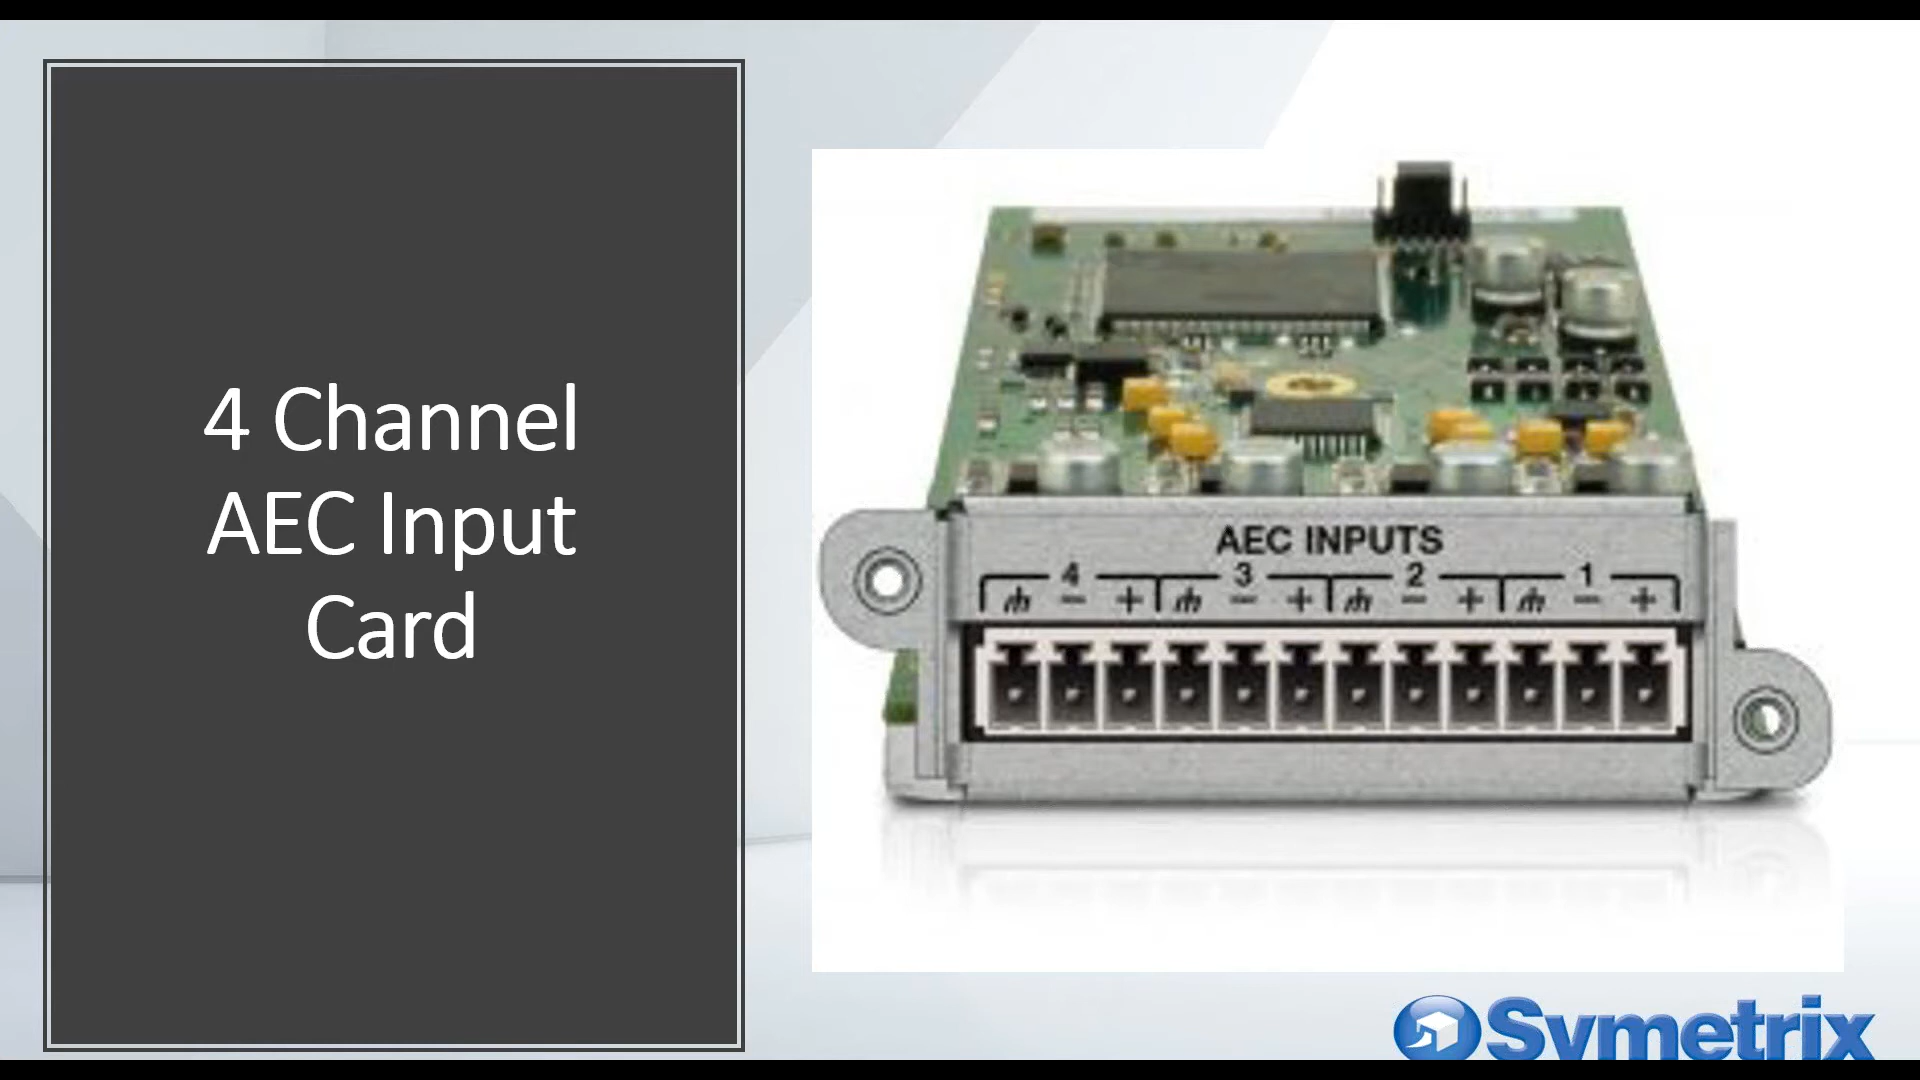 4 Channel
AEC Input
Card
AEC INPUTS
4 3 2 1
- + - + - + - +
Symetrix